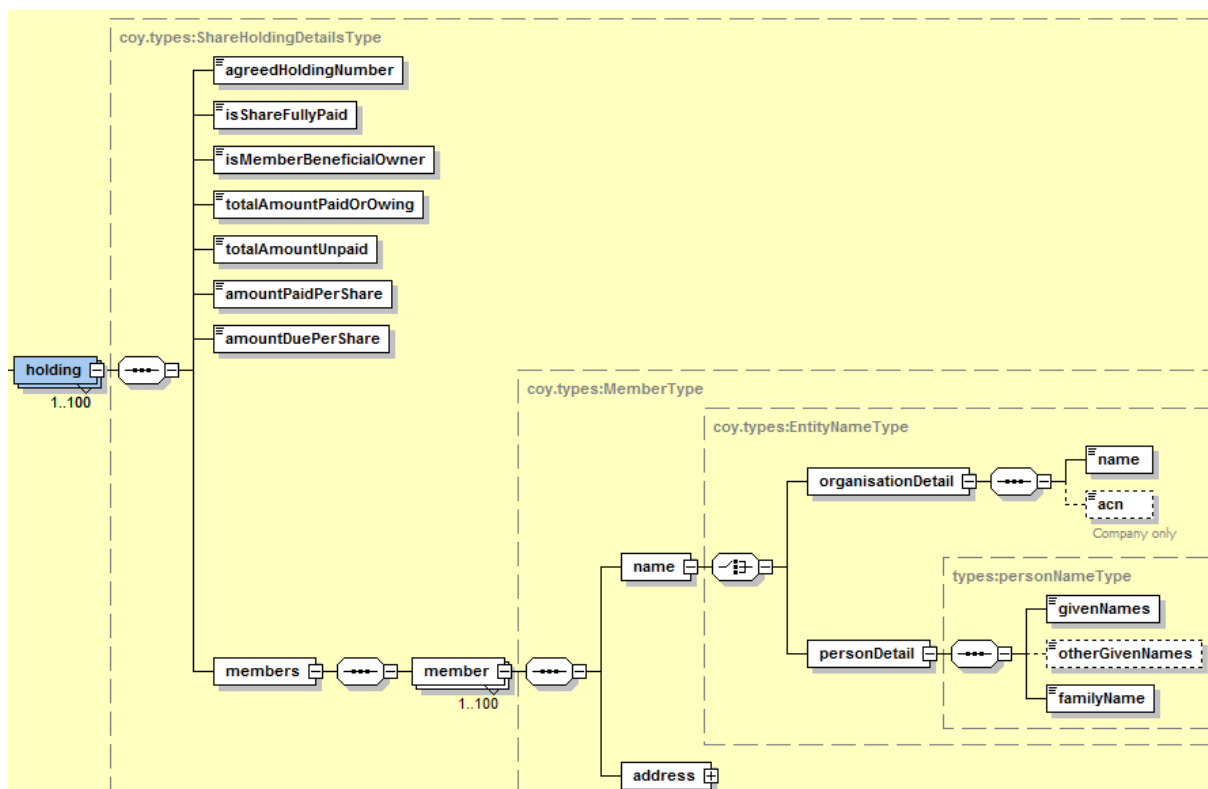 coy.types:ShareHoldingDetailsType
agreedHoldingNumber
isShareFullyPaid
isMemberBeneficialOwner
totalAmountPaidOrOwing
totalAmountUnpaid
amountPaidPerShare
amountDuePerShare
holding
1..100
coy.types:MemberType
coy.types:EntityNameType
organisationDetail
name
acn
Company only
name
types:personNameType
givenNames
personDetail
otherGivenNames
familyName
members
member
1..100
address